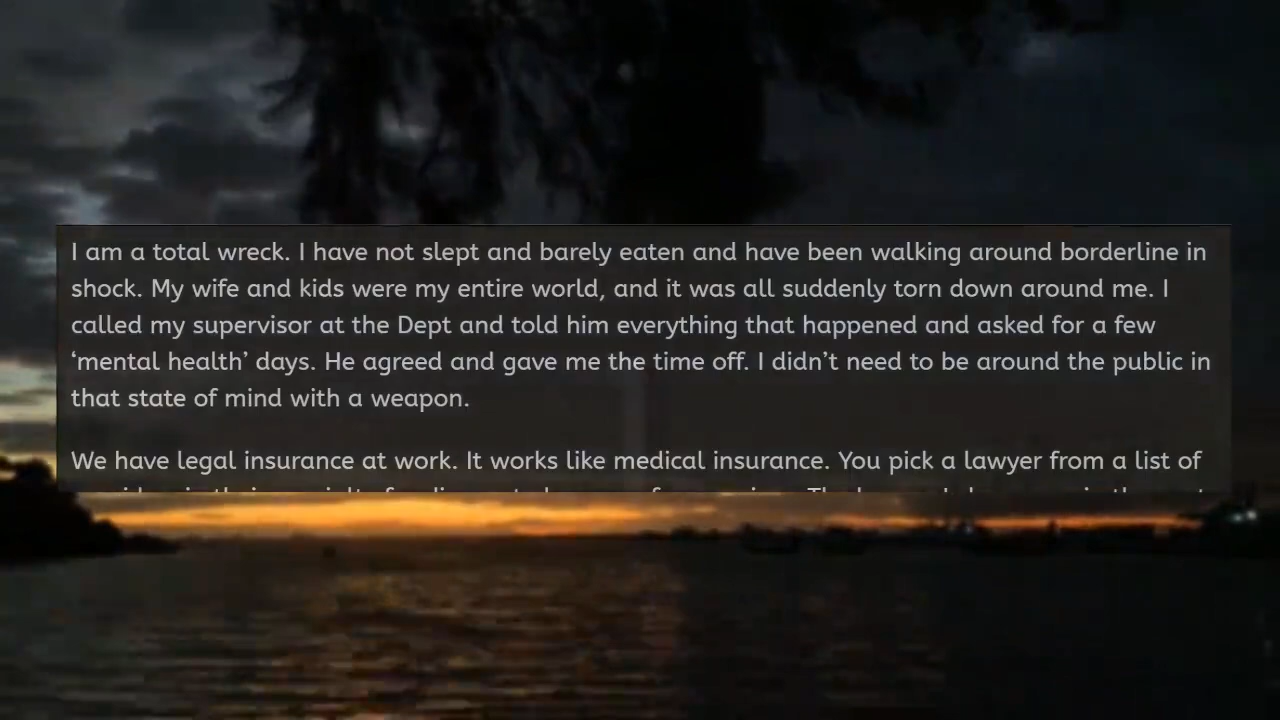 I am a total wreck. I have not slept and barely eaten and have been walking around borderline in
shock. My wife and kids were my entire world, and it was all suddenly torn down around me. I
called my supervisor at the Dept and told him everything that happened and asked for a few
‘mental health’ days. He agreed and gave me the time off. I didn’t need to be around the public in
that state of mind with a weapon.
We have legal insurance at work. It works like medical insurance. You pick a lawyer from a list of